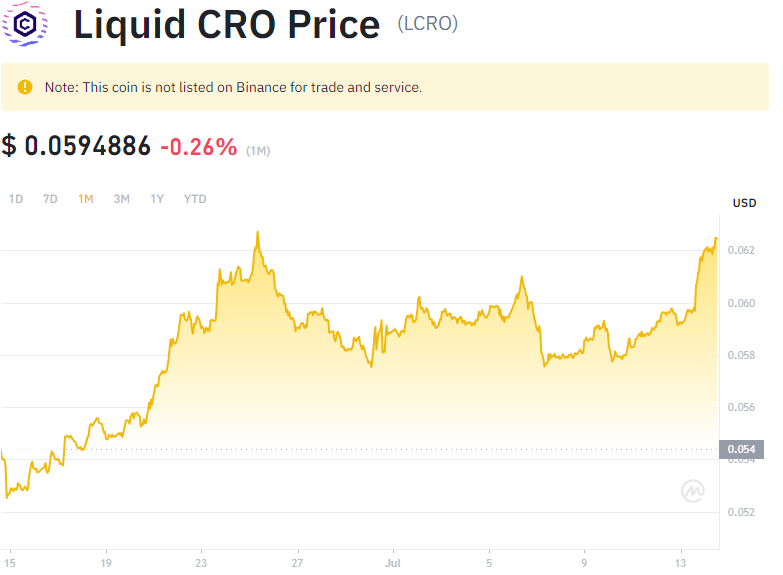 Liquid CRO Price (LCRO)
Note: This coin is not listed on Binance for trade and service.
$ 0.0594886 -0.26% (1M)
1D 7D 1M 3M 1Y YTD
USD
0.062
0.060
0.058
0.056
0.054
0.054
0.052
15 19 23 27 Jul 5 9 13